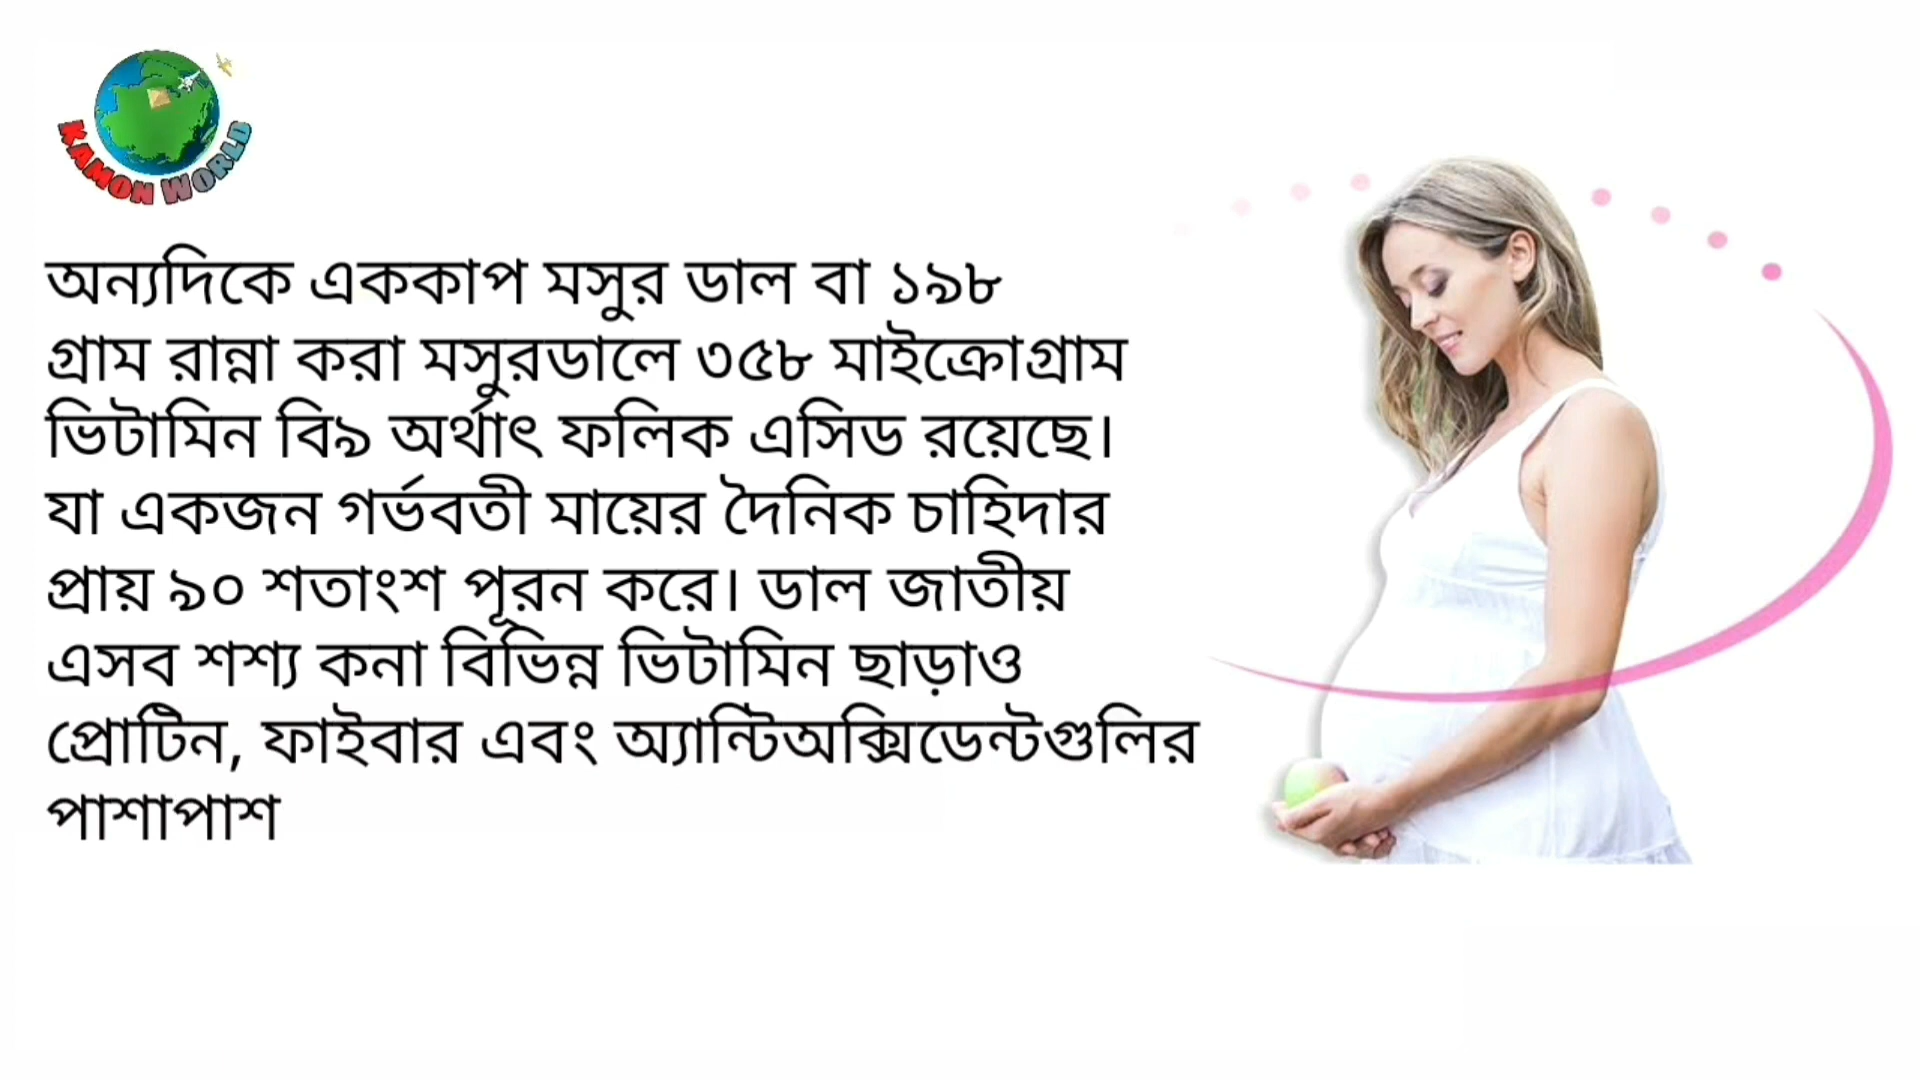 KAMON WORLD
অন্যদিকে এককাপ মসুর ডাল বা ১৯৮
গ্রাম রান্না করা মসুরডালে ৩৫৮ মাইক্রোগ্রাম
ভিটামিন বি৯ অর্থাৎ ফলিক এসিড রয়েছে।
যা একজন গর্ভবতী মায়ের দৈনিক চাহিদার
প্রায় ৯০ শতাংশ পূরন করে। ডাল জাতীয়
এসব শশ্য কনা বিভিন্ন ভিটামিন ছাড়াও
প্রোটিন, ফাইবার এবং অ্যান্টিঅক্সিডেন্টগুলির
পাশাপাশ